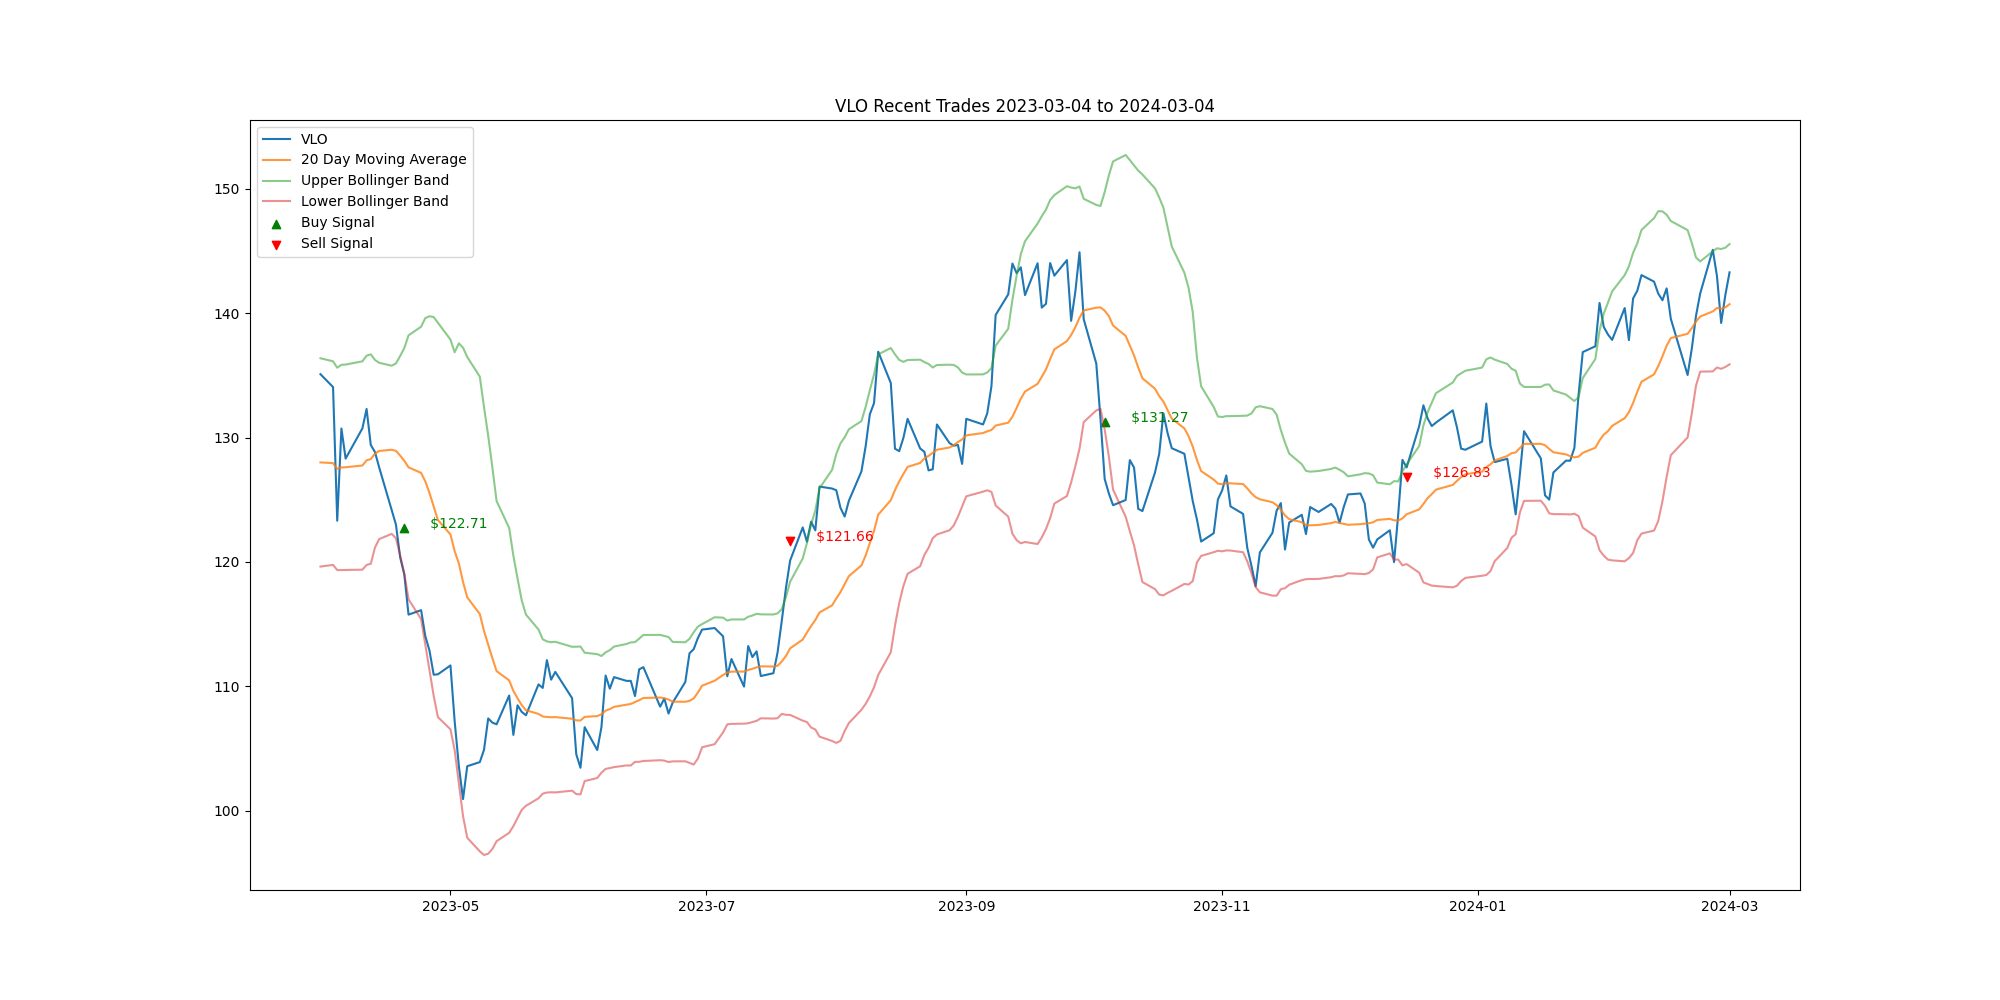 VLO Recent Trades 2023-03-04 to 2024-03-04
VLO
20 Day Moving Average
Upper Bollinger Band
Lower Bollinger Band
Buy Signal
Sell Signal
150
140
130
120
110
100
$122.71
$121.66
$131.27
$126.83
2023-05
2023-07
2023-09
2023-11
2024-01
2024-03